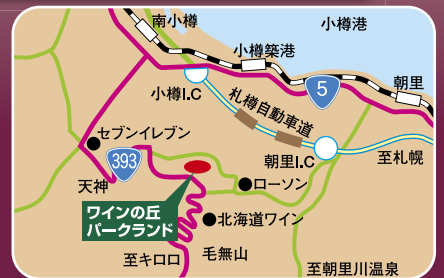 南小樽
小樽港
小樽築港
朝里
小樽I.C
5
札樽自動車道
セブンイレブン
393
朝里I.C
至札幌
天神
ローソン
ワインの丘
パークランド
北海道ワイン
毛無山
至キロロ
至朝里川温泉